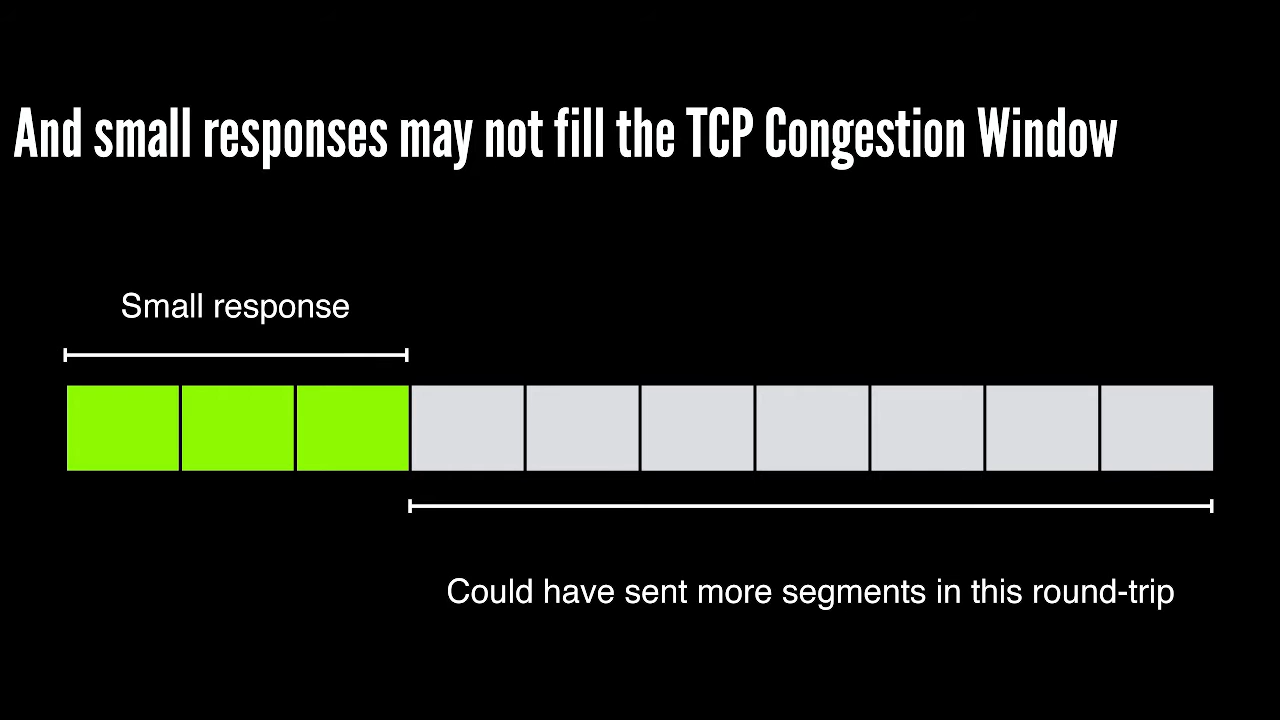 And small responses may not fill the TCP Congestion Window
Small response
Could have sent more segments in this round-trip